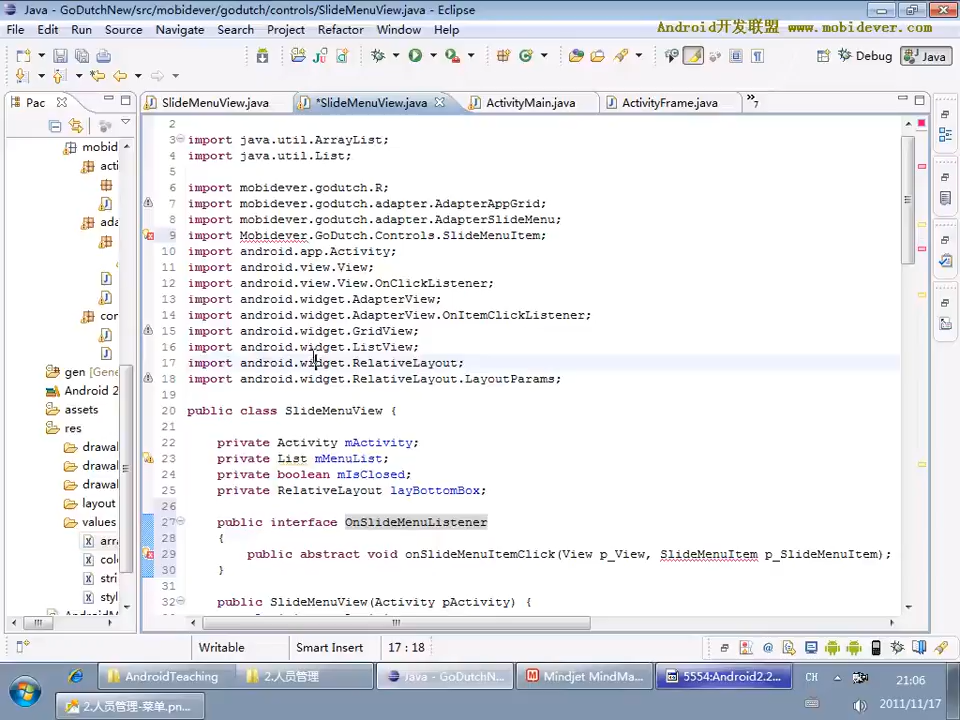 Java - GoDutchNew/src/mobidever/godutch/controls/SlideMenuView.java - Eclipse
File Edit Run Source Navigate Search Project Refactor Window Help
Android开发联盟 www.mobidever.com
Debug Java
Pac SlideMenuView.java *SlideMenuView.java ActivityMain.java ActivityFrame.java »7
2
3 import java.util.ArrayList;
4 import java.util.List;
5
6 import mobidever.godutch.R;
7 import mobidever.godutch.adapter.AdapterAppGrid;
8 import mobidever.godutch.adapter.AdapterSlideMenu;
9 import Mobidever.GoDutch.Controls.SlideMenuItem;
10 import android.app.Activity;
11 import android.view.View;
12 import android.view.View.OnClickListener;
13 import android.widget.AdapterView;
14 import android.widget.AdapterView.OnItemClickListener;
15 import android.widget.GridView;
16 import android.widget.ListView;
17 import android.widget.RelativeLayout;
18 import android.widget.RelativeLayout.LayoutParams;
19
20 public class SlideMenuView {
21
22 private Activity mActivity;
23 private List mMenuList;
24 private boolean mIsClosed;
25 private RelativeLayout layBottomBox;
26
27 public interface OnSlideMenuListener
28 {
29 public abstract void onSlideMenuItemClick(View p_View, SlideMenuItem p_SlideMenuItem);
30 }
31
32 public SlideMenuView(Activity pActivity) {
mobid
acti
ada
con
gen [Gene
Android 2
assets
res
drawal
drawal
drawal
layout
values
arra
colo
stri
styl
Writable Smart Insert 17 : 18
AndroidTeaching 2.人员管理 Java - GoDutchN... Mindjet MindMa... 5554:Android2.2... CH 21:06
2.人员管理-菜单.pn... 2011/11/17